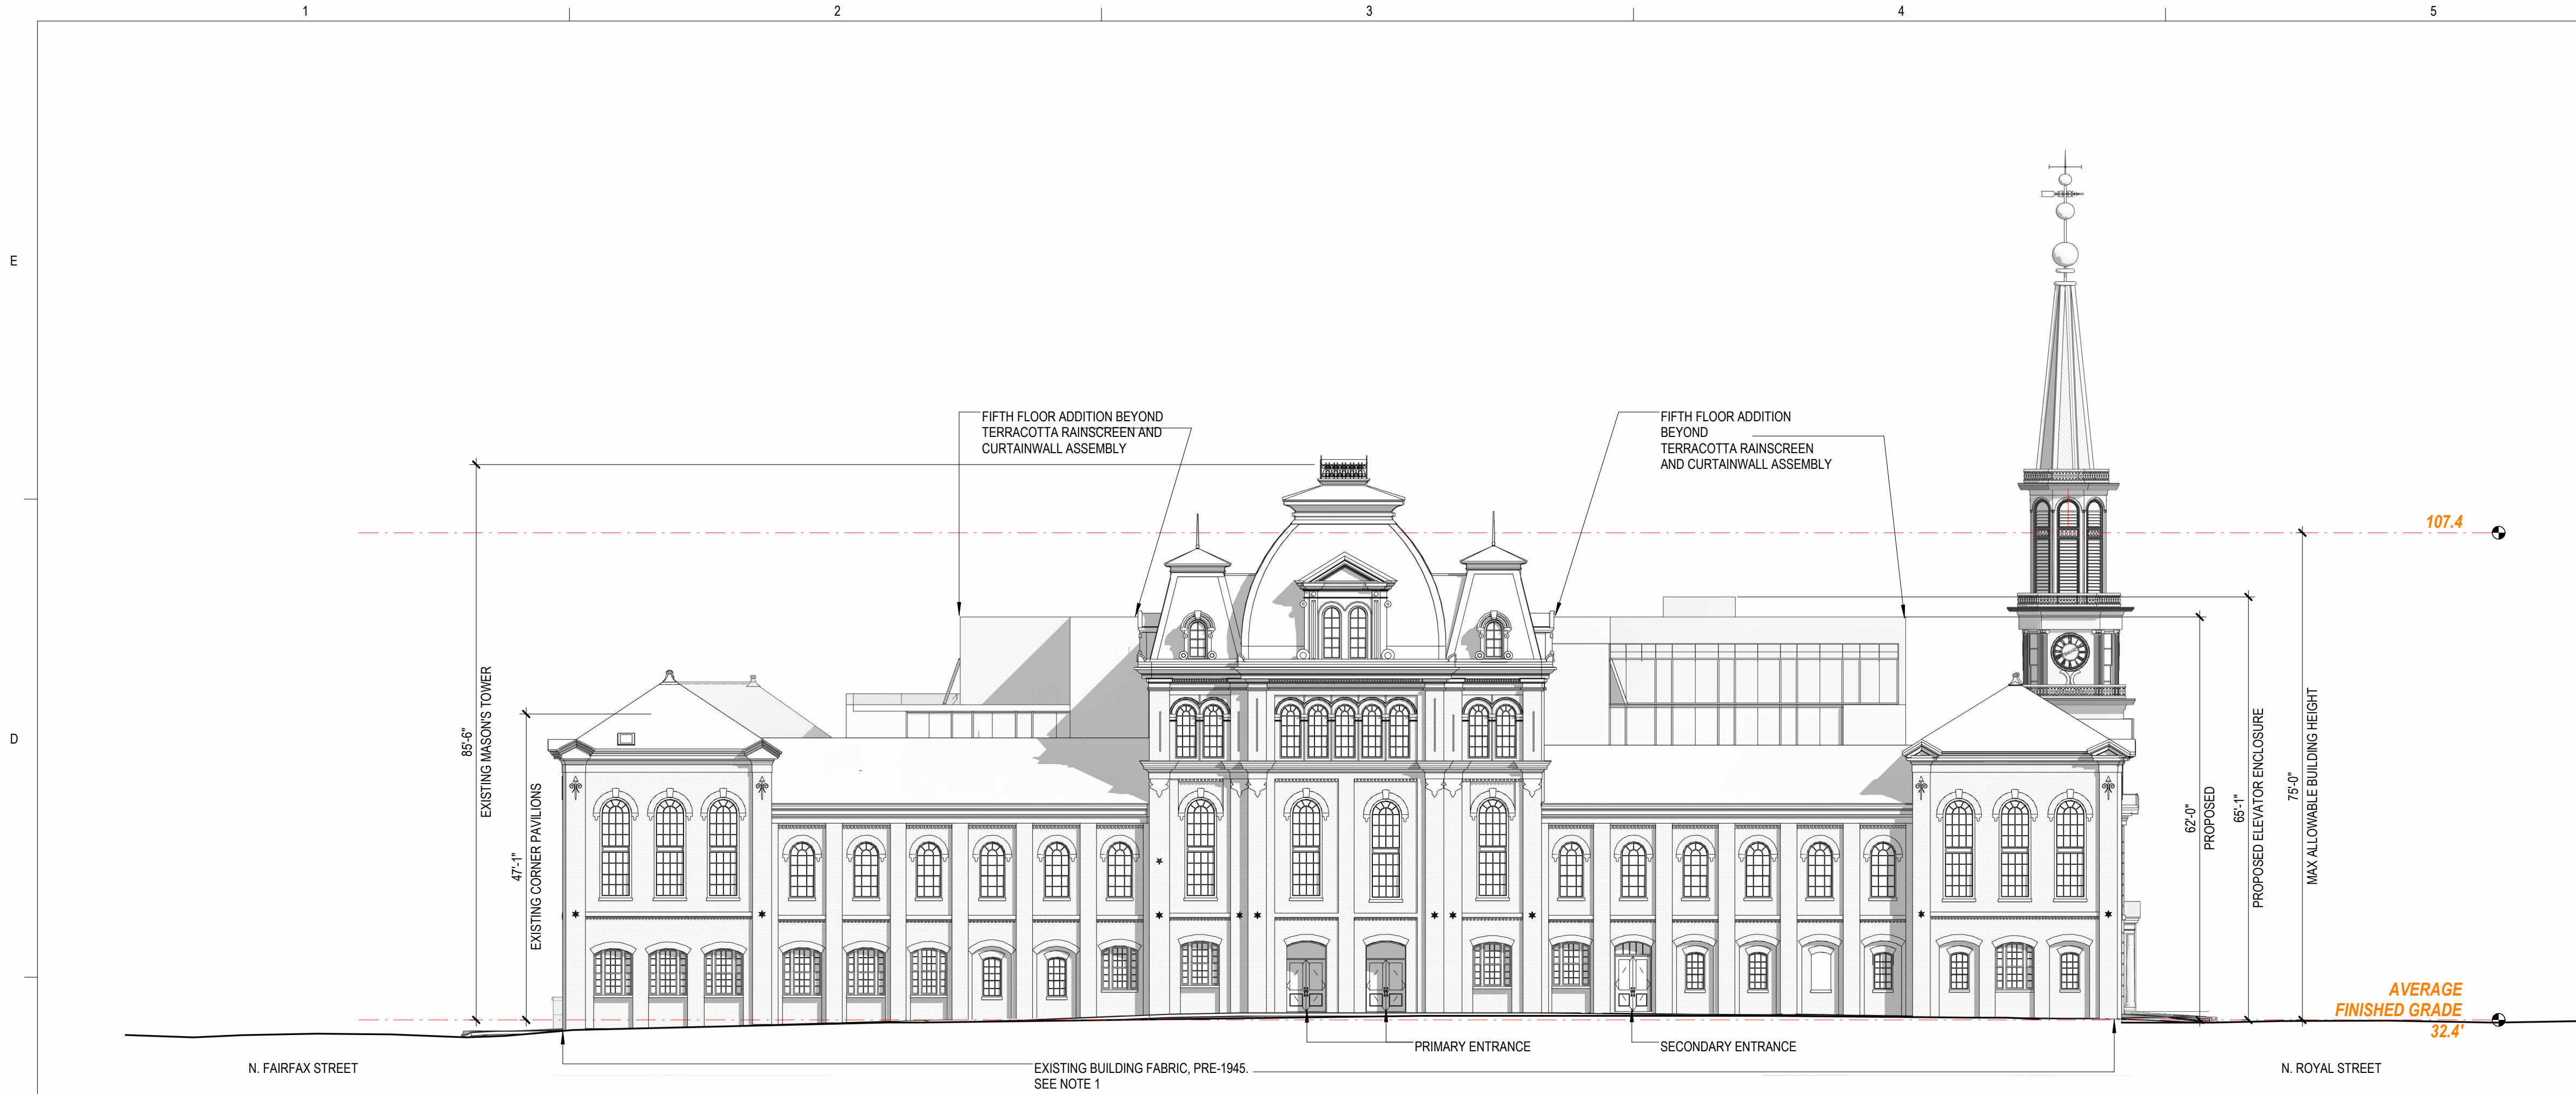 1
2
3
4
5
E
D
FIFTH FLOOR ADDITION BEYOND
TERRACOTTA RAINSCREEN AND
CURTAINWALL ASSEMBLY
FIFTH FLOOR ADDITION
BEYOND
TERRACOTTA RAINSCREEN
AND CURTAINWALL ASSEMBLY
107.4
85'-6"
EXISTING MASON'S TOWER
47'-1"
EXISTING CORNER PAVILIONS
62'-0"
PROPOSED
65'-1"
PROPOSED ELEVATOR ENCLOSURE
75'-0"
MAX ALLOWABLE BUILDING HEIGHT
AVERAGE
FINISHED GRADE
32.4'
PRIMARY ENTRANCE
SECONDARY ENTRANCE
N. FAIRFAX STREET
EXISTING BUILDING FABRIC, PRE-1945.
SEE NOTE 1
N. ROYAL STREET